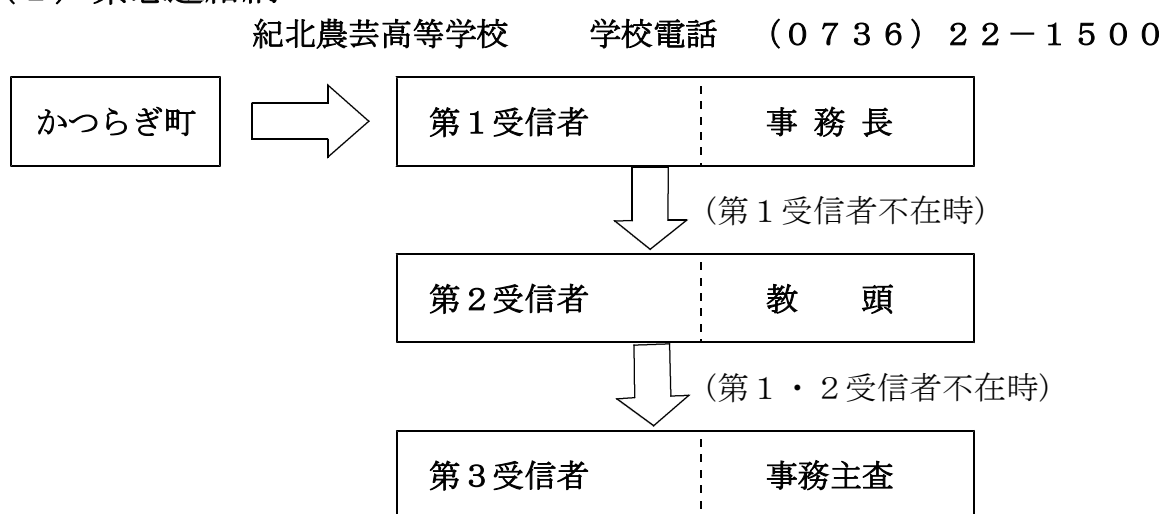 紀北農芸高等学校　学校電話　(０７３６)２２－１５００
かつらぎ町
第１受信者　事 務 長
(第１受信者不在時)
第２受信者　教　頭
(第１・２受信者不在時)
第３受信者　事務主査